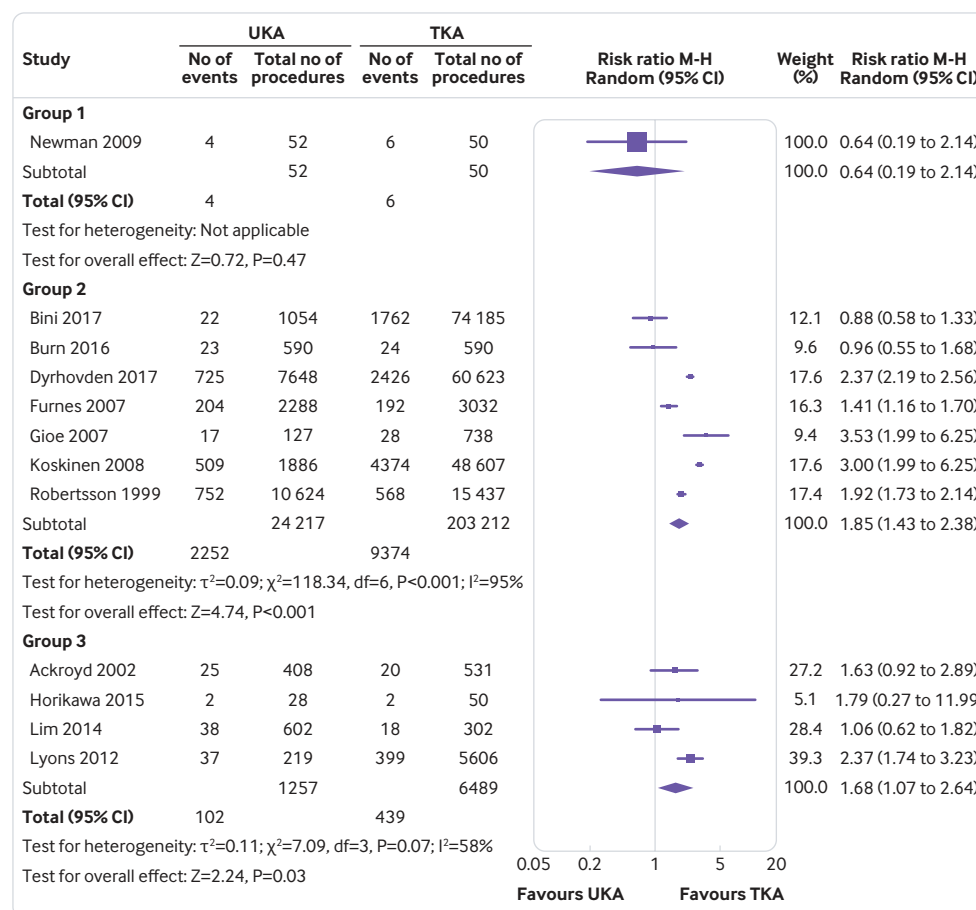 UKA TKA
Study No of events Total no of procedures No of events Total no of procedures Risk ratio M-H Random (95% CI) Weight (%) Risk ratio M-H Random (95% CI)
Group 1
Newman 2009 4 52 6 50 100.0 0.64 (0.19 to 2.14)
Subtotal 52 50 100.0 0.64 (0.19 to 2.14)
Total (95% CI) 4 6
Test for heterogeneity: Not applicable
Test for overall effect: Z=0.72, P=0.47
Group 2
Bini 2017 22 1054 1762 74 185 12.1 0.88 (0.58 to 1.33)
Burn 2016 23 590 24 590 9.6 0.96 (0.55 to 1.68)
Dyrhovden 2017 725 7648 2426 60 623 17.6 2.37 (2.19 to 2.56)
Furnes 2007 204 2288 192 3032 16.3 1.41 (1.16 to 1.70)
Gioe 2007 17 127 28 738 9.4 3.53 (1.99 to 6.25)
Koskinen 2008 509 1886 4374 48 607 17.6 3.00 (1.99 to 6.25)
Robertsson 1999 752 10 624 568 15 437 17.4 1.92 (1.73 to 2.14)
Subtotal 24 217 203 212 100.0 1.85 (1.43 to 2.38)
Total (95% CI) 2252 9374
Test for heterogeneity: τ²=0.09; χ²=118.34, df=6, P<0.001; I²=95%
Test for overall effect: Z=4.74, P<0.001
Group 3
Ackroyd 2002 25 408 20 531 27.2 1.63 (0.92 to 2.89)
Horikawa 2015 2 28 2 50 5.1 1.79 (0.27 to 11.99)
Lim 2014 38 602 18 302 28.4 1.06 (0.62 to 1.82)
Lyons 2012 37 219 399 5606 39.3 2.37 (1.74 to 3.23)
Subtotal 1257 6489 100.0 1.68 (1.07 to 2.64)
Total (95% CI) 102 439
Test for heterogeneity: τ²=0.11; χ²=7.09, df=3, P=0.07; I²=58%
Test for overall effect: Z=2.24, P=0.03
0.05 0.2 1 5 20
Favours UKA Favours TKA